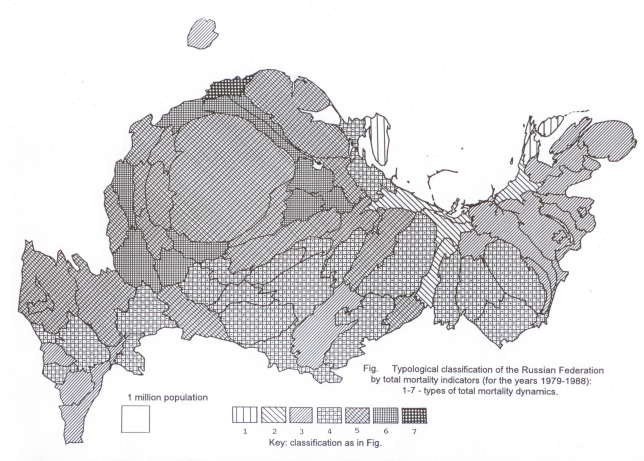 Fig. Typological classification of the Russian Federation
by total mortality indicators (for the years 1979-1988):
1-7 - types of total mortality dynamics.
1 million population
1 2 3 4 5 6 7
Key: classification as in Fig.